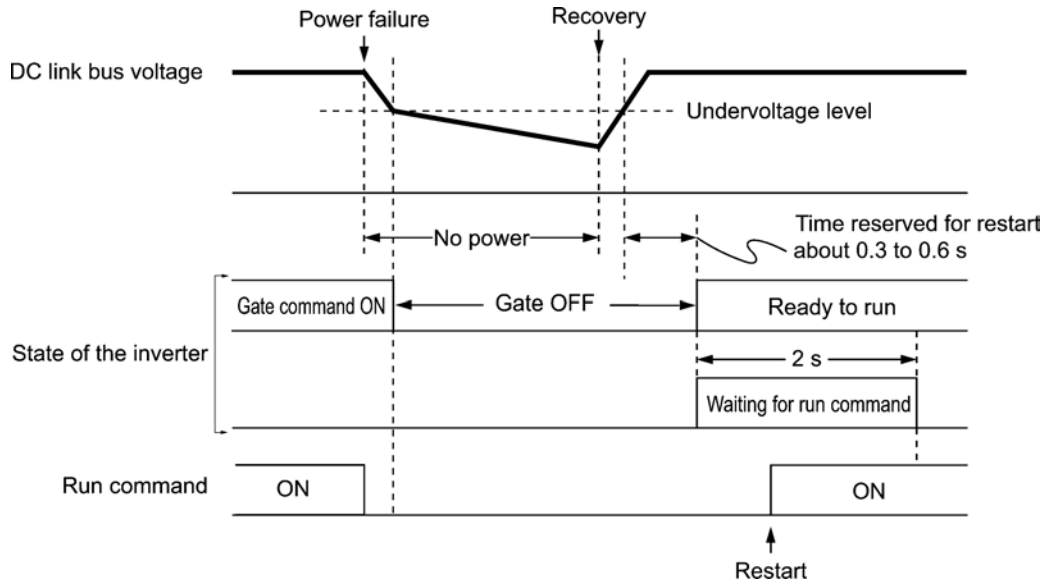 Power failure
Recovery
DC link bus voltage
Undervoltage level
No power
Time reserved for restart
about 0.3 to 0.6 s
Gate command ON
Gate OFF
Ready to run
State of the inverter
2 s
Waiting for run command
Run command
ON
ON
Restart